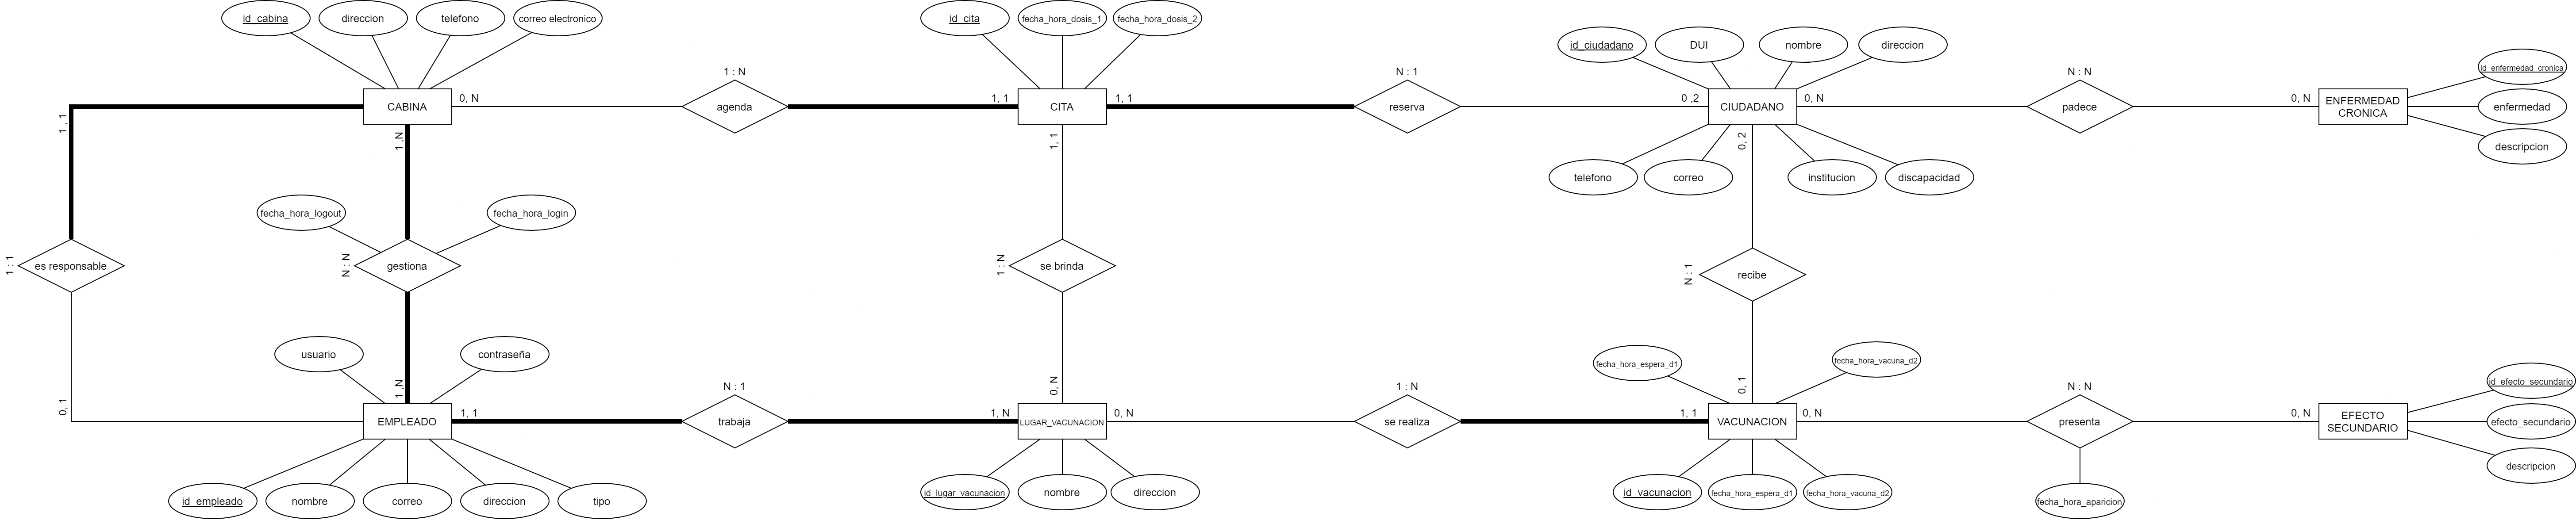 id_cabina
direccion
telefono
correo electronico
id_cita
fecha_hora_dosis_1
fecha_hora_dosis_2
id_ciudadano
DUI
nombre
direccion
id_enfermedad_cronica
1 : N
N : 1
N : N
CABINA
0, N
agenda
1, 1
CITA
1, 1
reserva
0 ,2
CIUDADANO
0, N
padece
0, N
ENFERMEDAD
CRONICA
enfermedad
descripcion
1, 1
1, N
1, 1
0, 2
telefono
correo
institucion
discapacidad
fecha_hora_logout
fecha_hora_login
1 : 1
es responsable
N : N
gestiona
1 : N
se brinda
N : 1
recibe
usuario
contraseña
fecha_hora_espera_d1
fecha_hora_vacuna_d2
0, 1
1, N
0, N
0, 1
N : 1
1 : N
N : N
id_efecto_secundario
EMPLEADO
1, 1
trabaja
1, N
LUGAR_VACUNACION
0, N
se realiza
1, 1
VACUNACION
0, N
presenta
0, N
EFECTO
SECUNDARIO
efecto_secundario
descripcion
id_empleado
nombre
correo
direccion
tipo
id_lugar_vacunacion
nombre
direccion
id_vacunacion
fecha_hora_espera_d1
fecha_hora_vacuna_d2
fecha_hora_aparicion